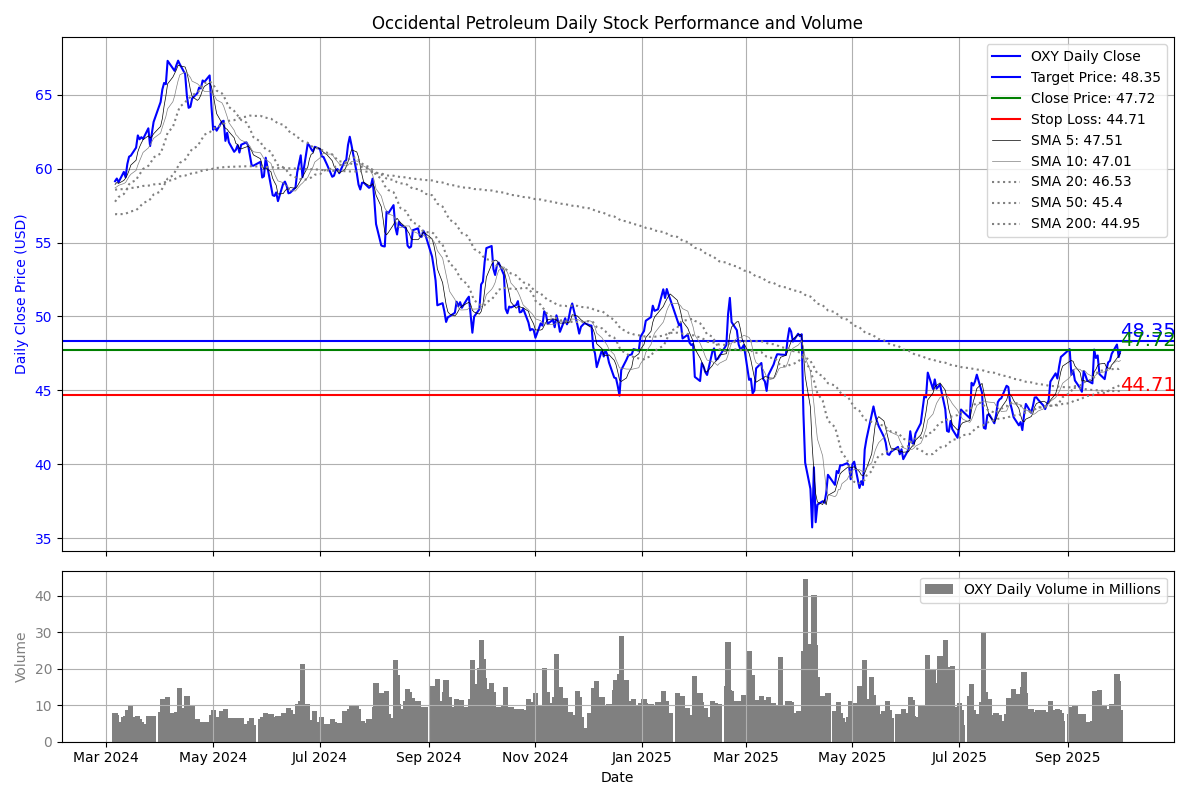 Occidental Petroleum Daily Stock Performance and Volume
Daily Close Price (USD)
65
60
55
50
45
40
35
OXY Daily Close
Target Price: 48.35
Close Price: 47.72
Stop Loss: 44.71
SMA 5: 47.51
SMA 10: 47.01
SMA 20: 46.53
SMA 50: 45.4
SMA 200: 44.95
48.35
47.72
44.71
Volume
40
30
20
10
0
OXY Daily Volume in Millions
Mar 2024
May 2024
Jul 2024
Sep 2024
Nov 2024
Jan 2025
Mar 2025
May 2025
Jul 2025
Sep 2025
Date